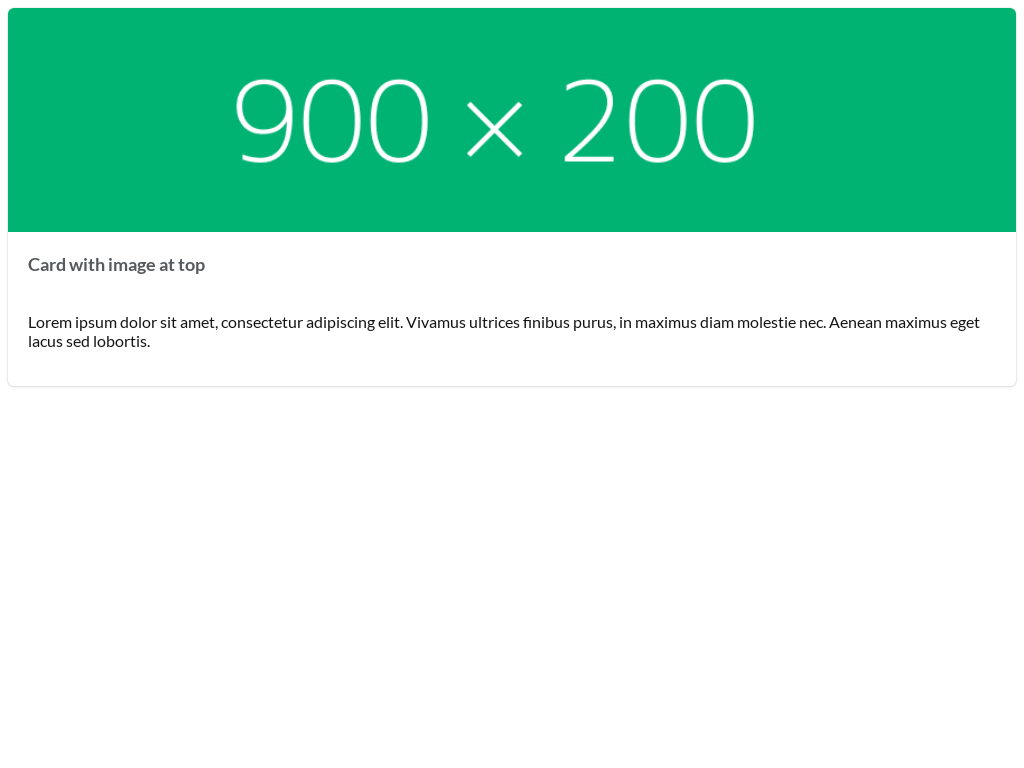 900 × 200
Card with image at top
Lorem ipsum dolor sit amet, consectetur adipiscing elit. Vivamus ultrices finibus purus, in maximus diam molestie nec. Aenean maximus eget
lacus sed lobortis.